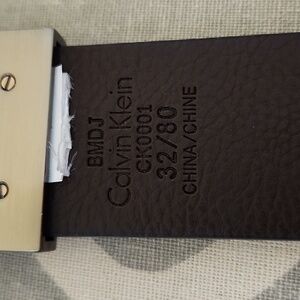 BMDJ
Calvin Klein
CK0001
32/80
CHINA/CHINE